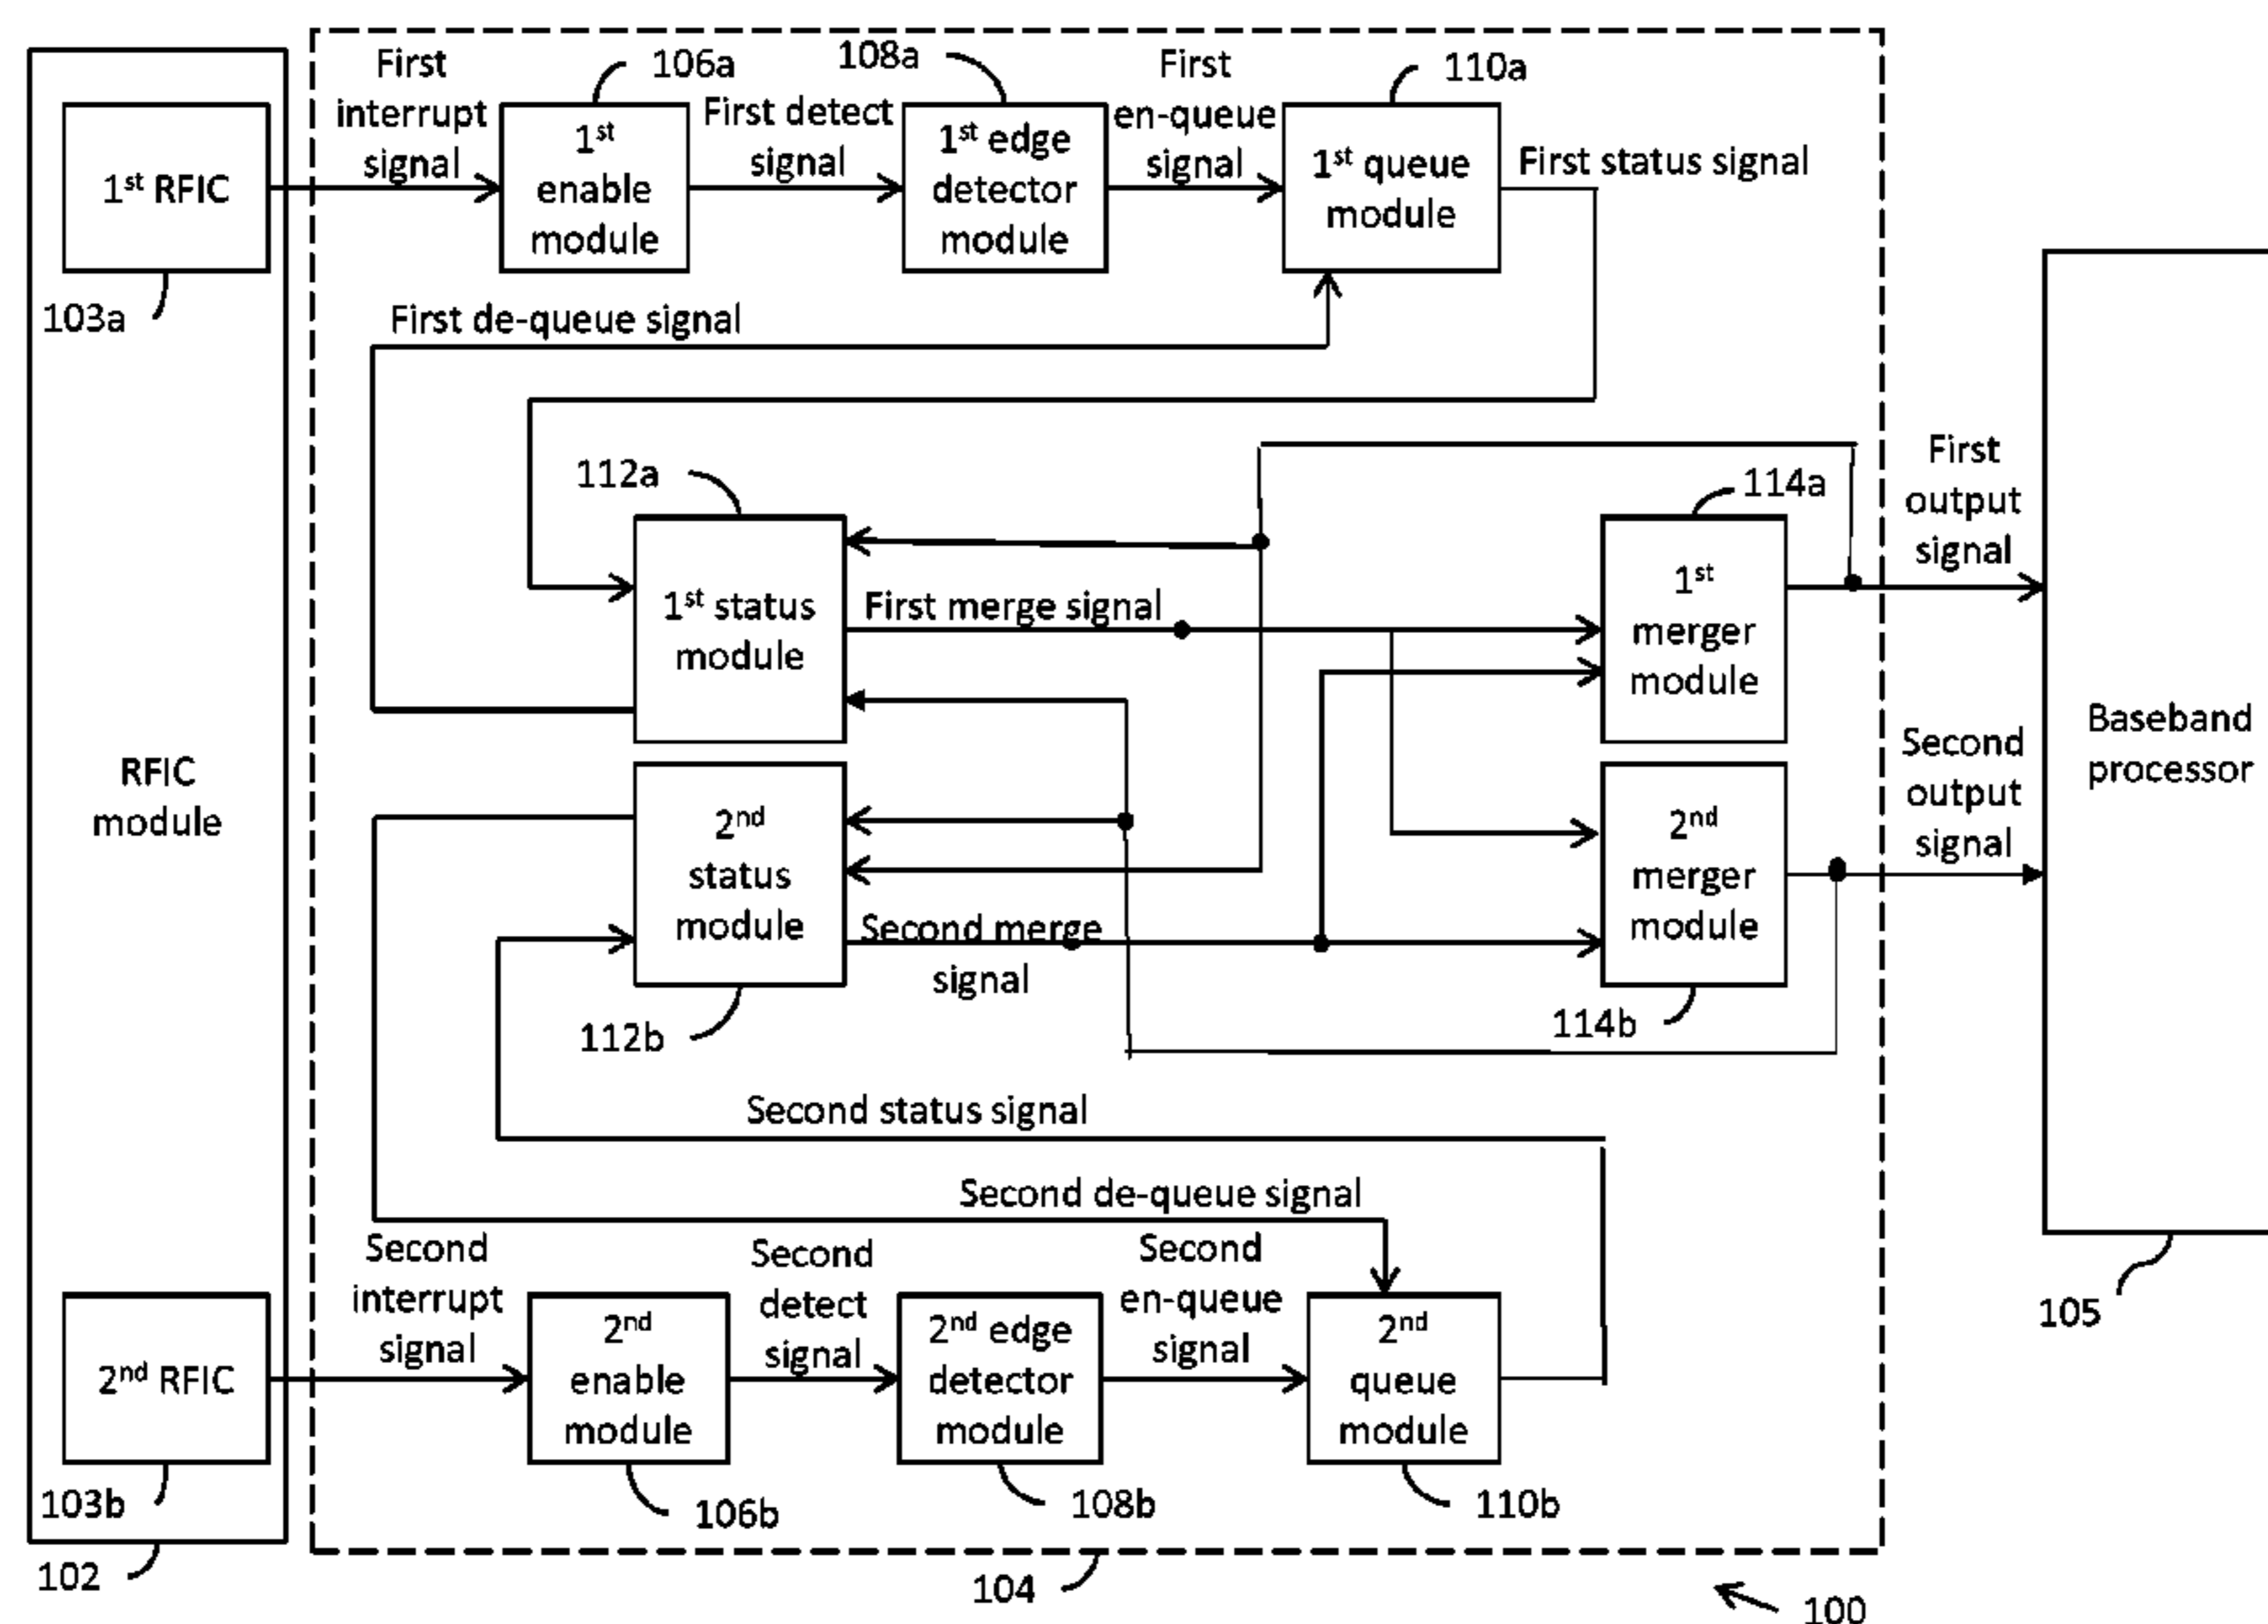 First
interrupt
signal
106a
First detect
signal
108a
First
en-queue
signal
110a
1st RFIC
103a
1st
enable
module
1st edge
detector
module
1st queue
module
First status signal
First de-queue signal
112a
1st status
module
First merge signal
114a
1st
merger
module
First
output
signal
RFIC
module
2nd
status
module
112b
Second merge
signal
2nd
merger
module
114b
Second
output
signal
Baseband
processor
105
Second status signal
Second de-queue signal
Second
interrupt
signal
Second
detect
signal
Second
en-queue
signal
2nd RFIC
103b
102
2nd
enable
module
106b
2nd edge
detector
module
108b
2nd
queue
module
110b
104
100